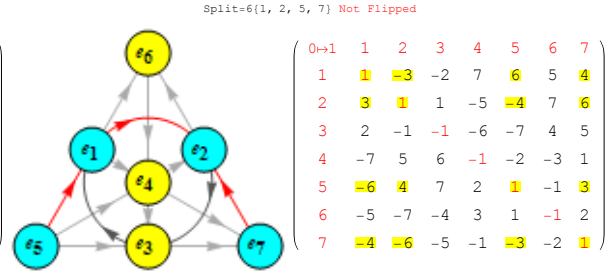 Split=6{1, 2, 5, 7} Not Flipped
e6
e1
e2
e4
e5
e3
e7
0↦1 1 2 3 4 5 6 7
1 1 -3 -2 7 6 5 4
2 3 1 1 -5 -4 7 6
3 2 -1 -1 -6 -7 4 5
4 -7 5 6 -1 -2 -3 1
5 -6 4 7 2 1 -1 3
6 -5 -7 -4 3 1 -1 2
7 -4 -6 -5 -1 -3 -2 1